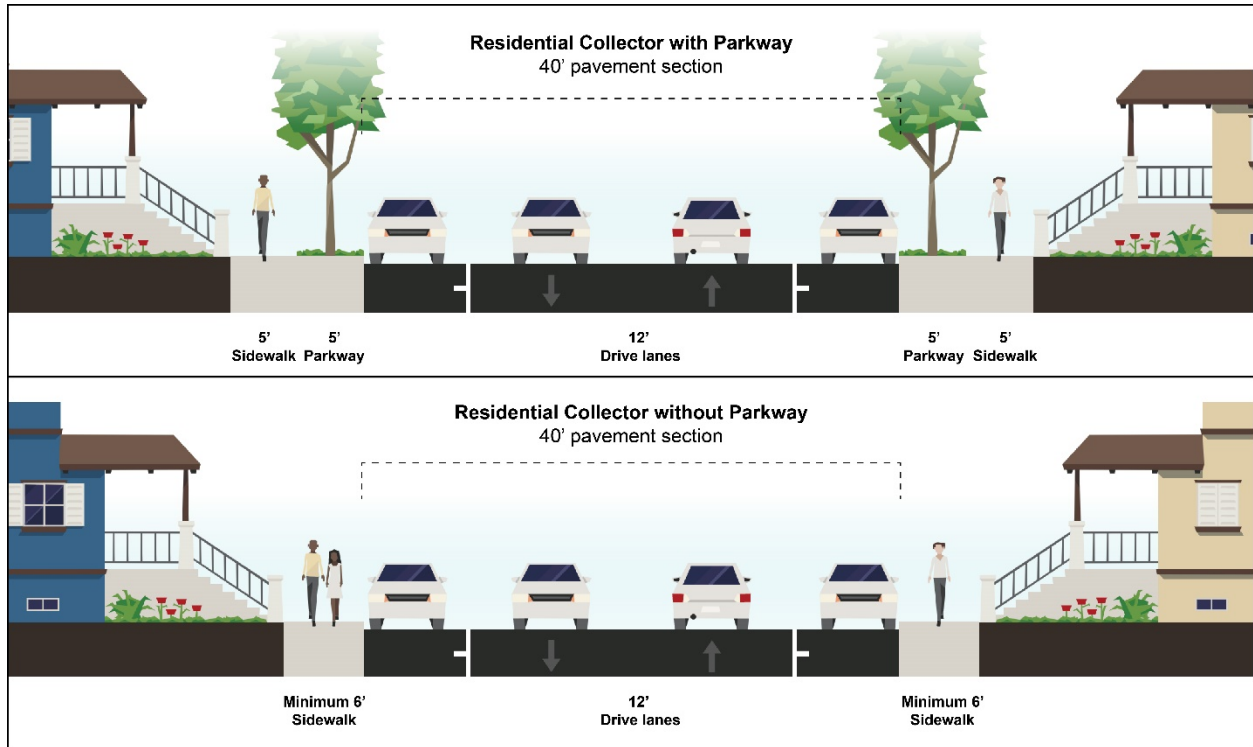 Residential Collector with Parkway
40’ pavement section
5’ 5’ 12’ 5’ 5’
Sidewalk Parkway Drive lanes Parkway Sidewalk
Residential Collector without Parkway
40’ pavement section
Minimum 6’ 12’ Minimum 6’
Sidewalk Drive lanes Sidewalk